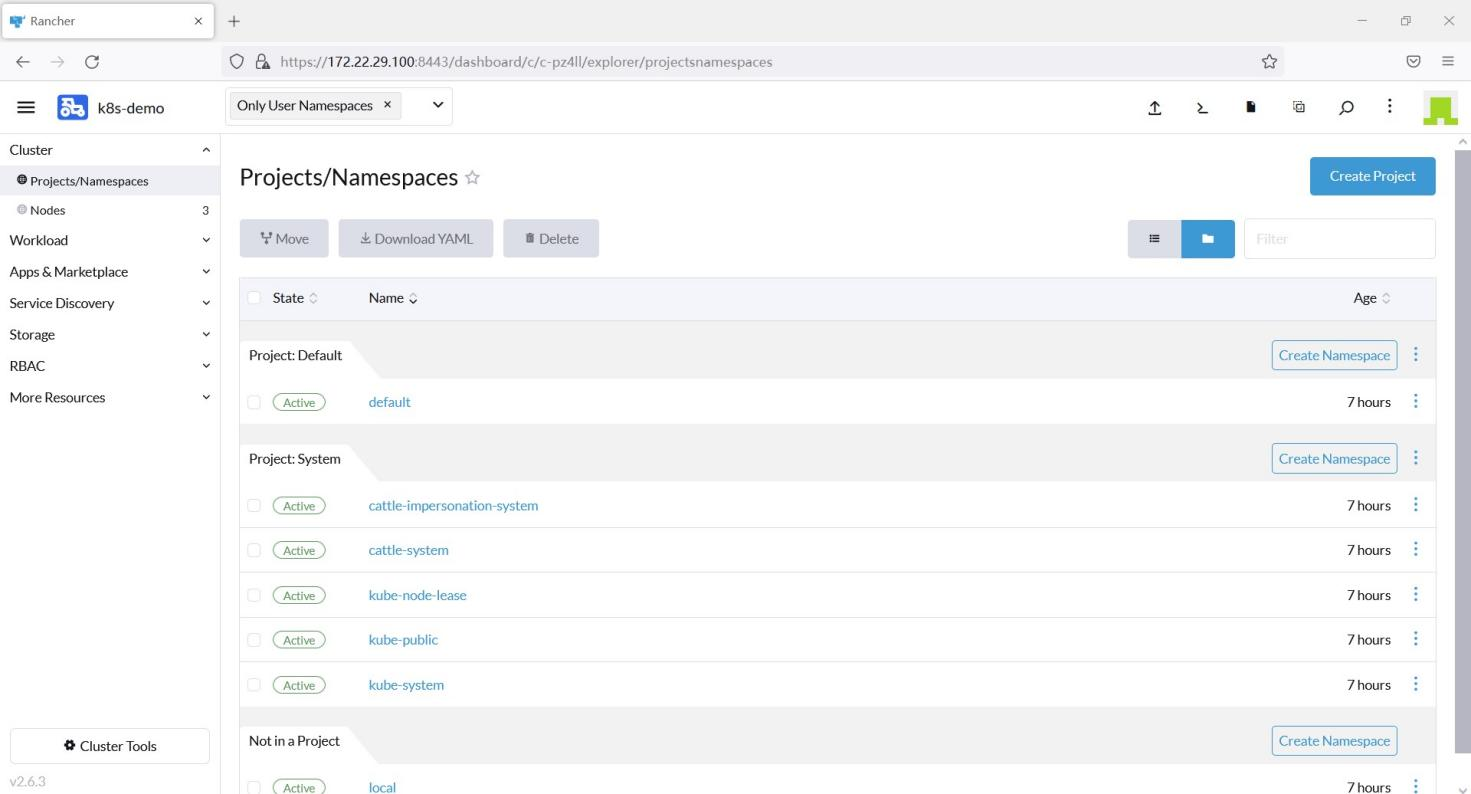 Rancher
https://172.22.29.100:8443/dashboard/c/c-pz4ll/explorer/projectsnamespaces
k8s-demo
Only User Namespaces
Cluster
Projects/Namespaces
Nodes 3
Workload
Apps & Marketplace
Service Discovery
Storage
RBAC
More Resources
Cluster Tools
v2.6.3
Projects/Namespaces
Create Project
Move Download YAML Delete
Filter
State Name Age
Project: Default Create Namespace
Active default 7 hours
Project: System Create Namespace
Active cattle-impersonation-system 7 hours
Active cattle-system 7 hours
Active kube-node-lease 7 hours
Active kube-public 7 hours
Active kube-system 7 hours
Not in a Project Create Namespace
Active local 7 hours